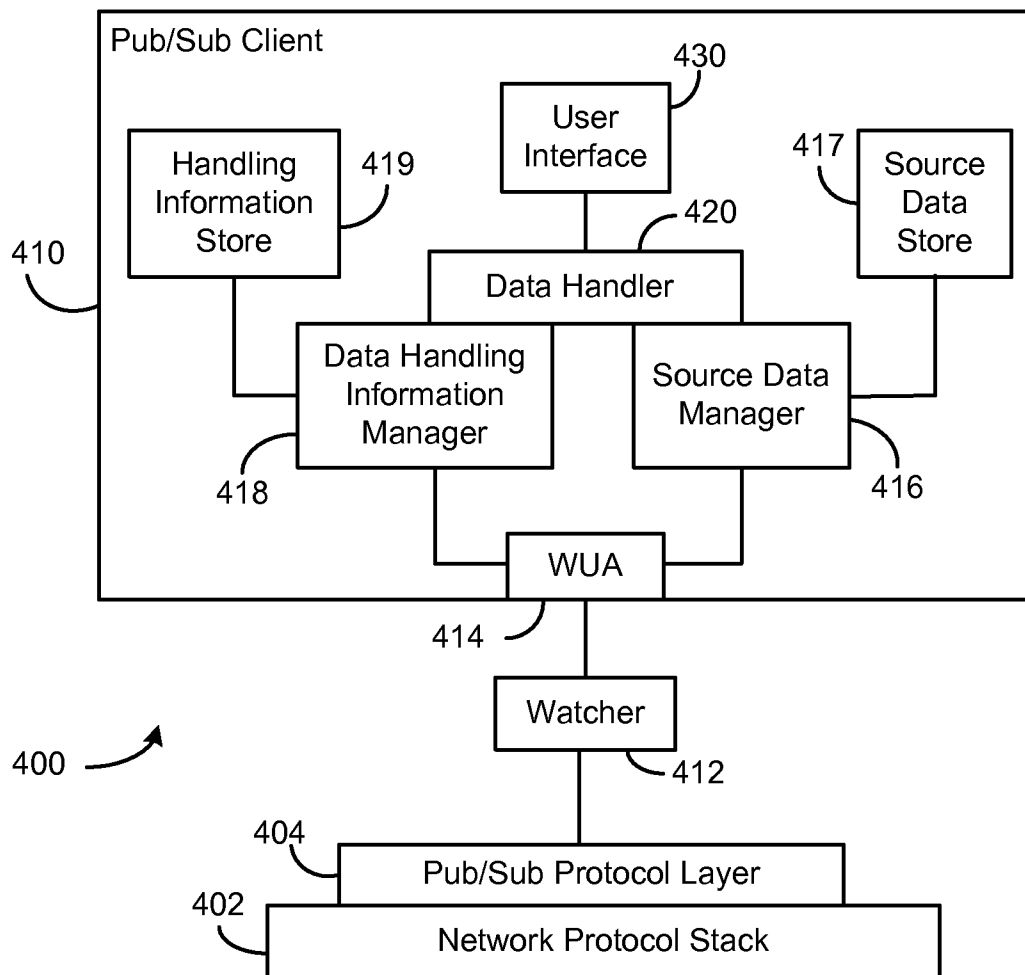 Pub/Sub Client
430
User
Interface
Handling
Information
Store
419
417
Source
Data
Store
420
410
Data Handler
Data Handling
Information
Manager
Source Data
Manager
418
416
WUA
414
Watcher
400
412
404
Pub/Sub Protocol Layer
402
Network Protocol Stack